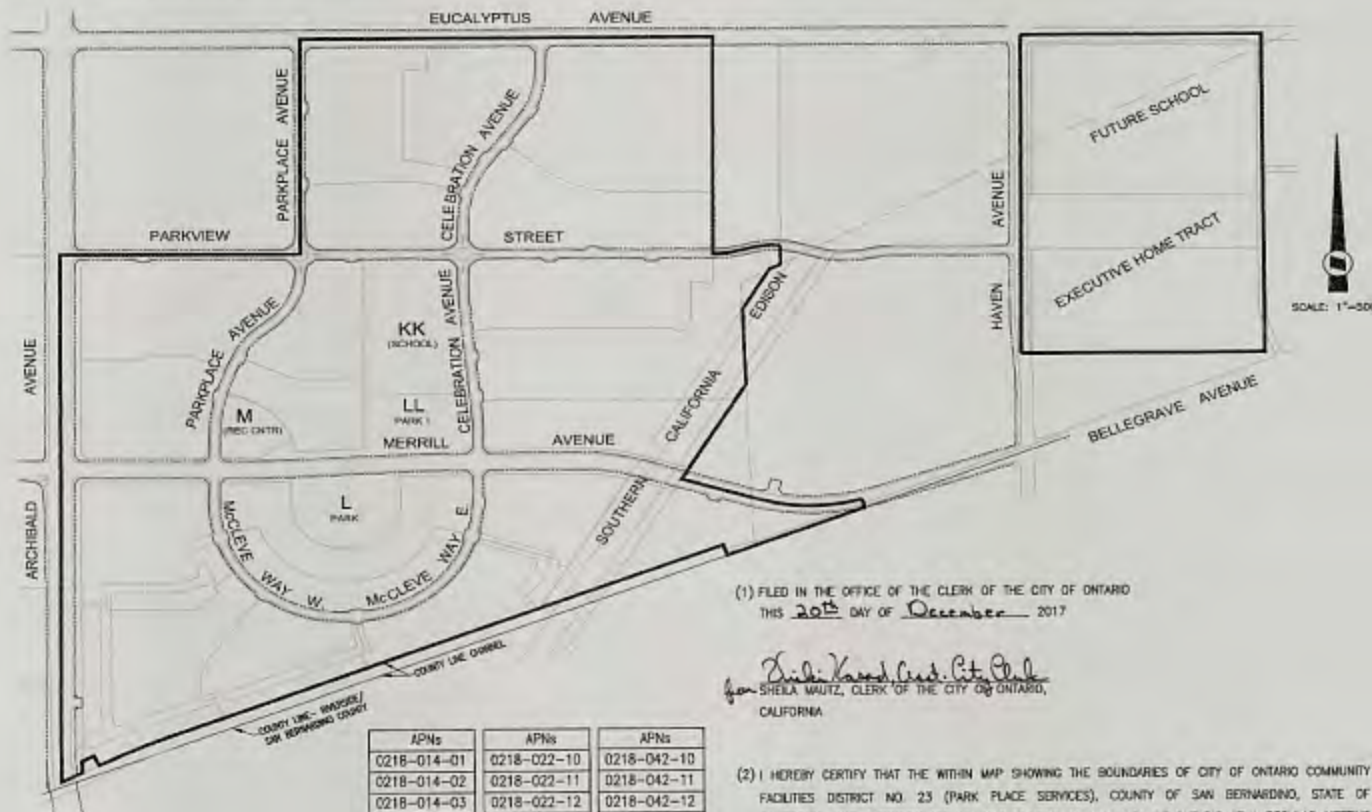 EUCALYPTUS AVENUE
PARKPLACE AVENUE
CELEBRATION AVENUE
FUTURE SCHOOL
AVENUE
PARKVIEW STREET
EXECUTIVE HOME TRACT
HAVEN
EDISON
KK
(SCHOOL)
CELEBRATION AVENUE
PARKPLACE AVENUE
AVENUE
CALIFORNIA
M
(REC CNTR)
LL
PARK 1
MERRILL AVENUE
BELLEGRAVE AVENUE
L
PARK
SOUTHERN
ARCHIBALD
McCLEVE WAY W.
McCLEVE WAY E.
COUNTY LINE CHANNEL
COUNTY LINE- RIVERSIDE/
SAN BERNARDINO COUNTY
(1) FILED IN THE OFFICE OF THE CLERK OF THE CITY OF ONTARIO
THIS 20th DAY OF December 2017
for SHEILA MAUTZ, CLERK OF THE CITY OF ONTARIO,
CALIFORNIA
APNs APNs APNs
0218-014-01 0218-022-10 0218-042-10
0218-014-02 0218-022-11 0218-042-11
0218-014-03 0218-022-12 0218-042-12
(2) I HEREBY CERTIFY THAT THE WITHIN MAP SHOWING THE BOUNDARIES OF CITY OF ONTARIO COMMUNITY
FACILITIES DISTRICT NO. 23 (PARK PLACE SERVICES), COUNTY OF SAN BERNARDINO, STATE OF